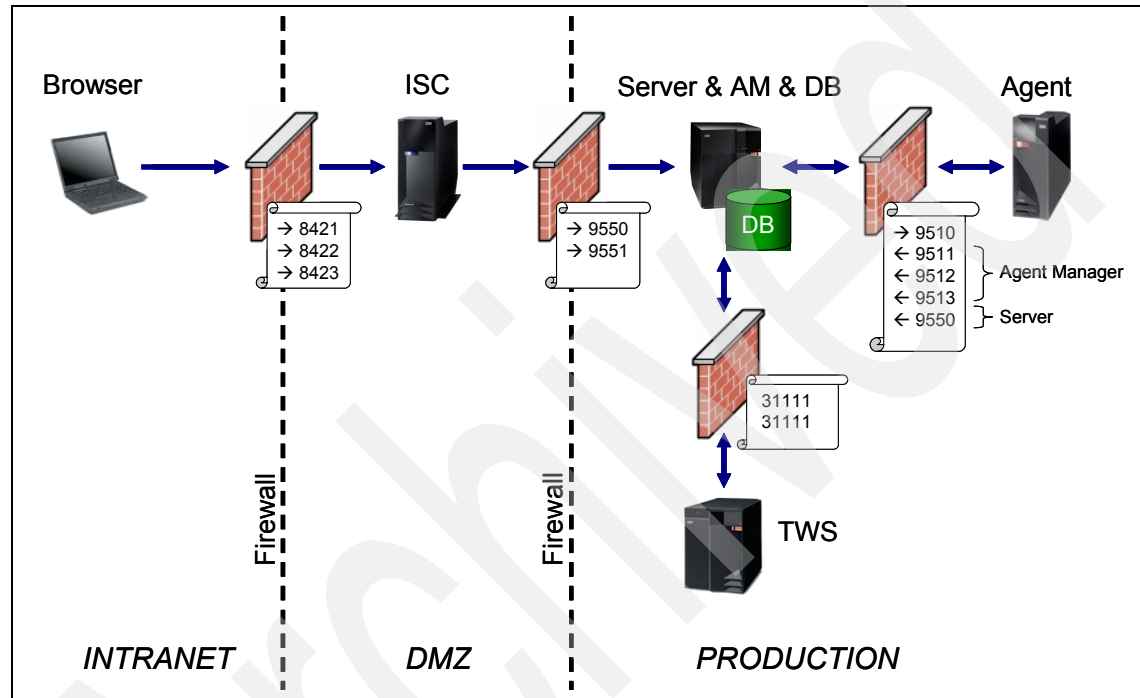 Browser
ISC
Server & AM & DB
Agent
→ 8421
→ 8422
→ 8423
→ 9550
→ 9551
DB
→ 9510
← 9511
← 9512
← 9513
← 9550
Agent Manager
Server
31111
31111
Firewall
Firewall
TWS
INTRANET
DMZ
PRODUCTION
Archived